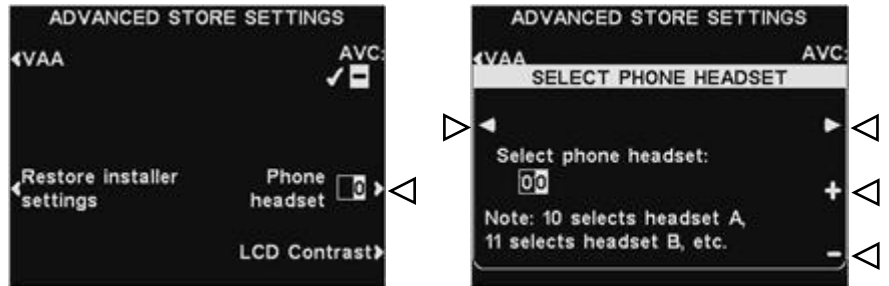 ADVANCED STORE SETTINGS
VAA AVC:
✓ −
Restore installer settings
Phone headset 0
LCD Contrast
ADVANCED STORE SETTINGS
VAA AVC:
SELECT PHONE HEADSET
Select phone headset:
00
+
Note: 10 selects headset A,
11 selects headset B, etc.
−